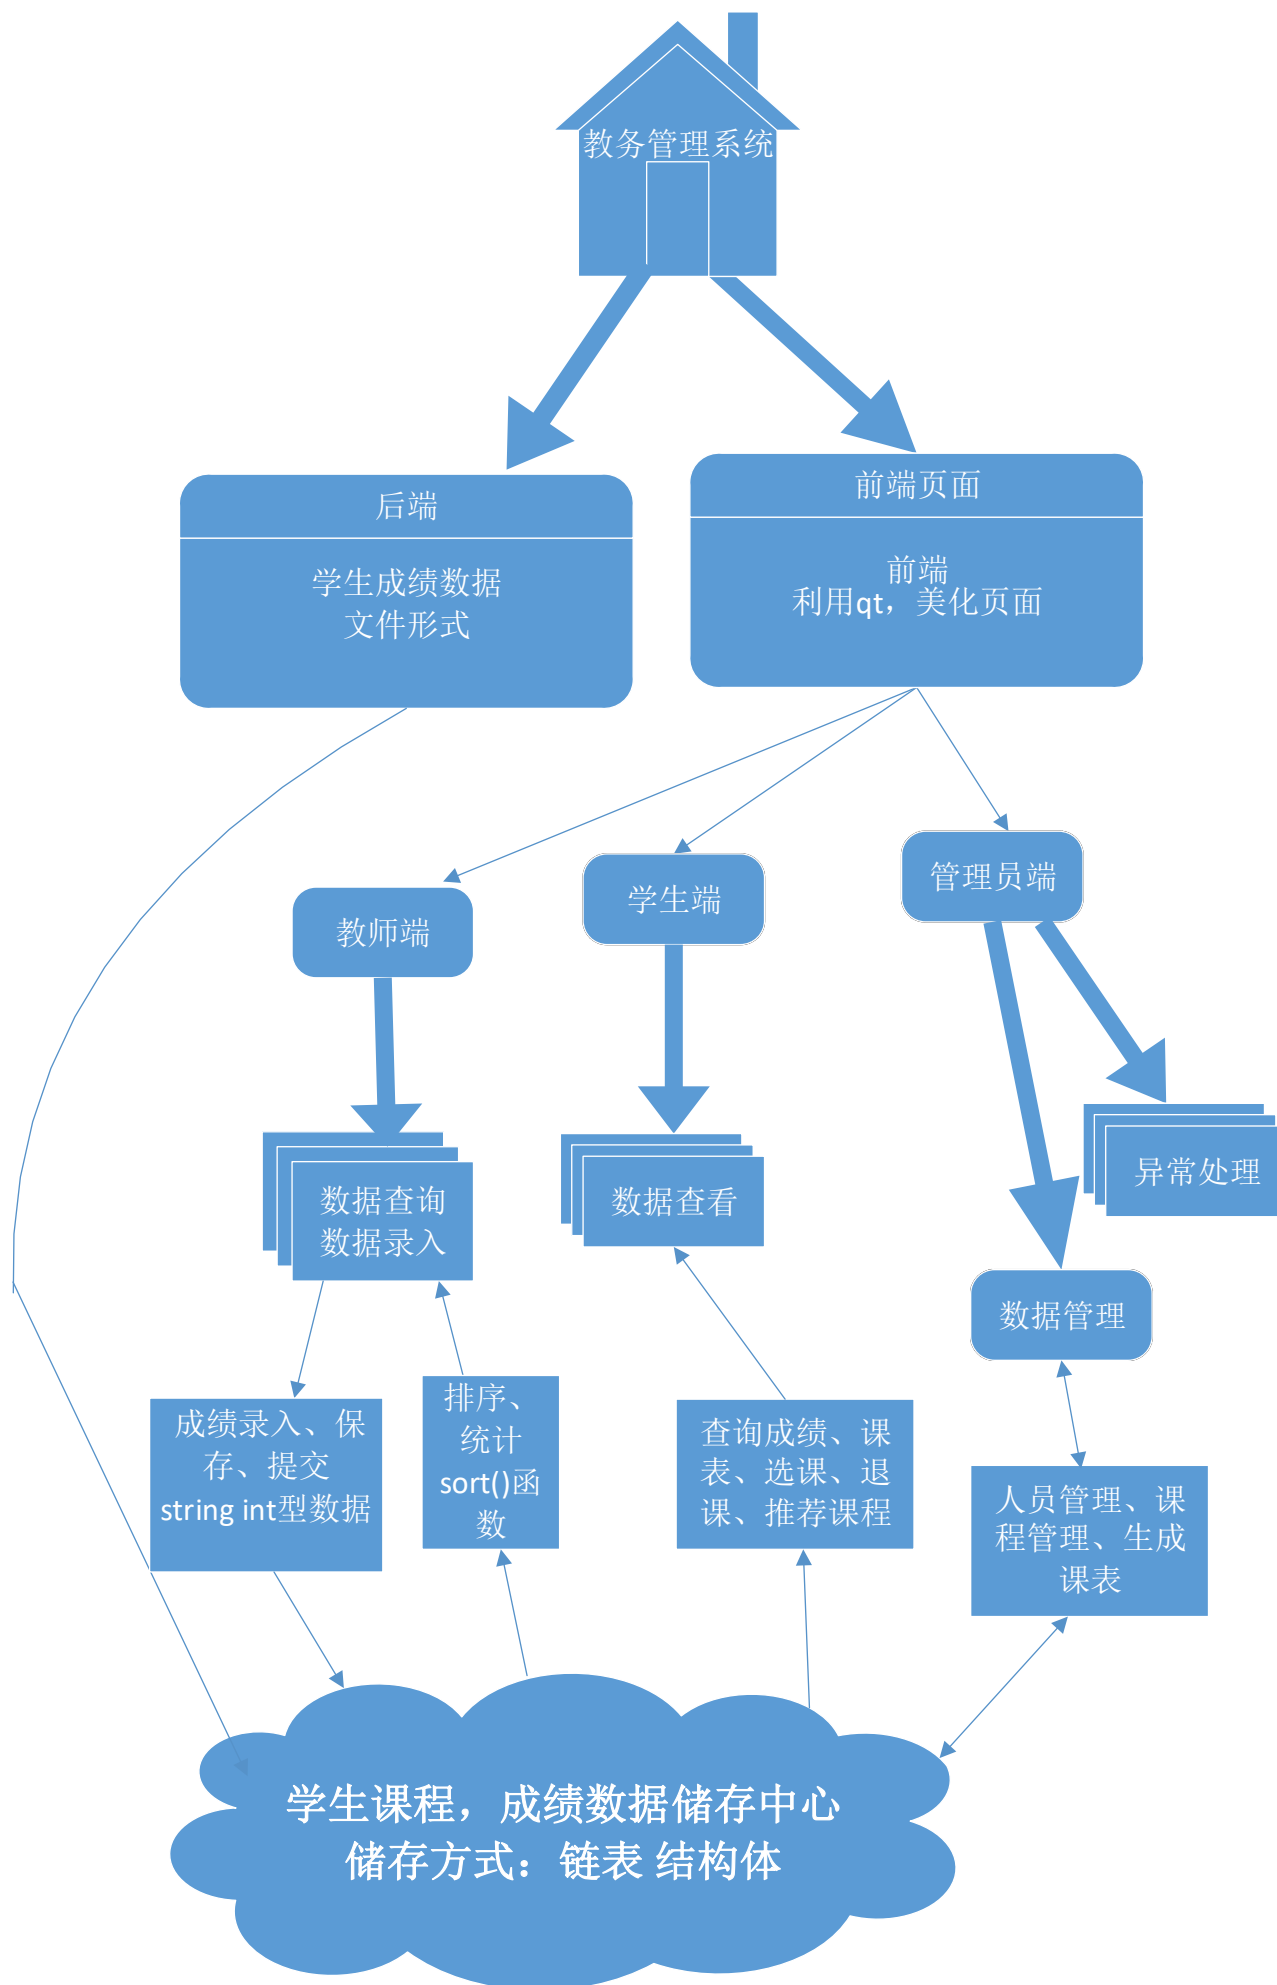 教务管理系统
后端
学生成绩数据
文件形式
前端页面
前端
利用qt，美化页面
教师端
学生端
管理员端
数据查询
数据录入
数据查看
异常处理
数据管理
成绩录入、保
存、提交
string int型数据
排序、
统计
sort()函
数
查询成绩、课
表、选课、退
课、推荐课程
人员管理、课
程管理、生成
课表
学生课程，成绩数据储存中心
储存方式：链表 结构体